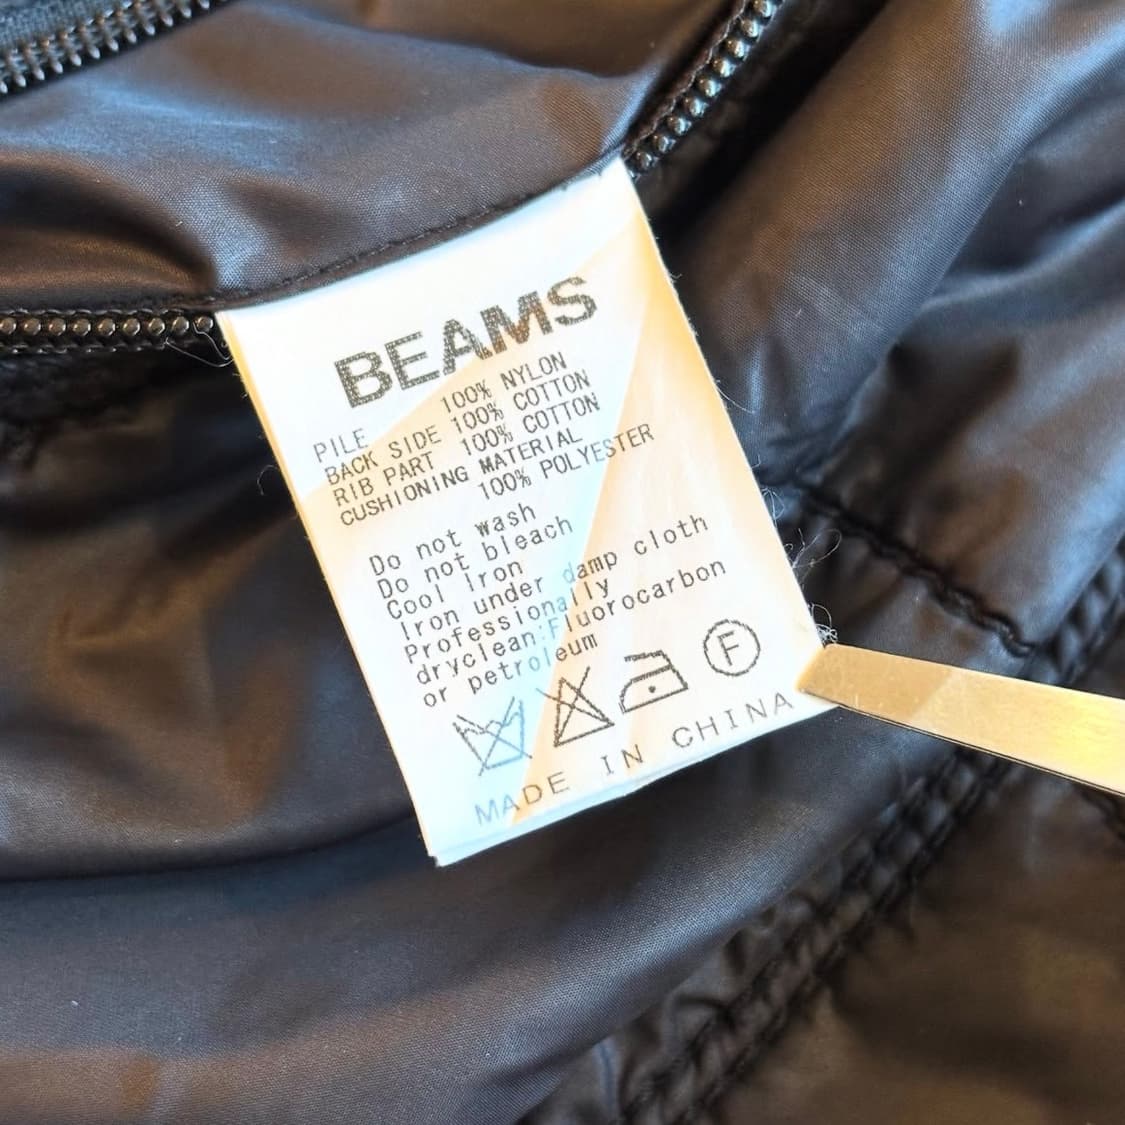 BEAMS
PILE 100% NYLON
BACK SIDE 100% COTTON
RIB PART 100% COTTON
CUSHIONING MATERIAL
100% POLYESTER
Do not wash
Do not bleach
Cool Iron
Iron under damp cloth
Professionally
dryclean:Fluorocarbon
or petroleum
F
MADE IN CHINA